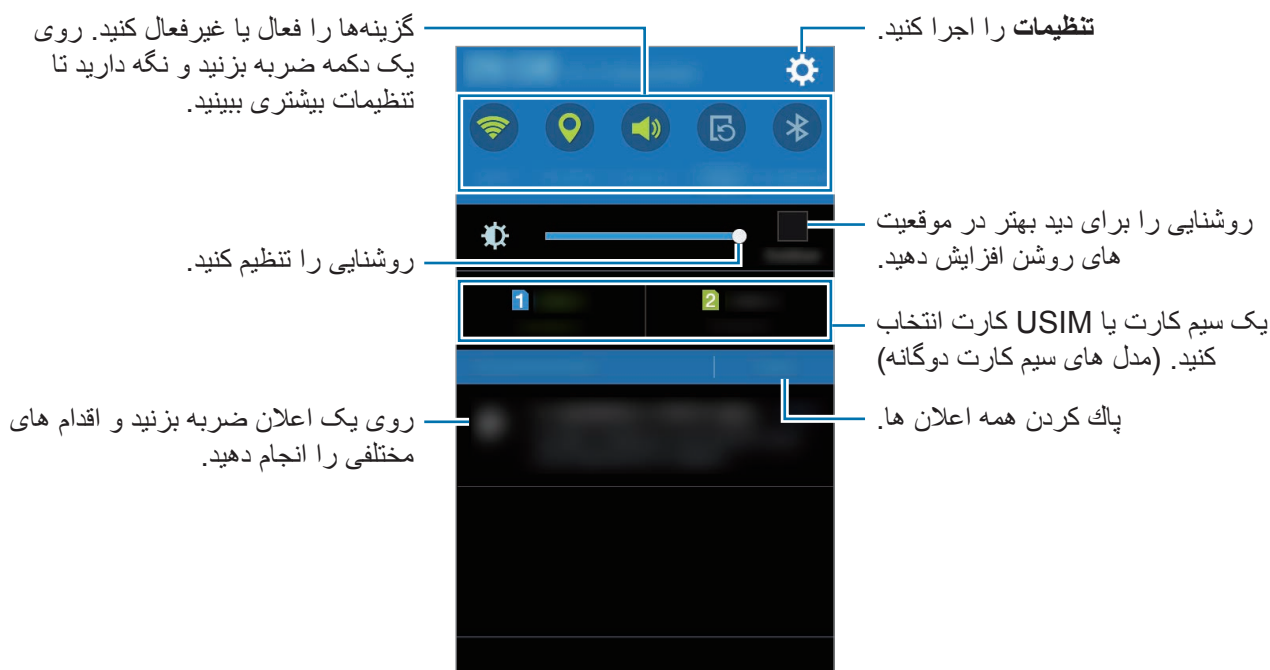 تنظیمات را اجرا کنید.
گزینه‌ها را فعال یا غیرفعال کنید. روی
یک دکمه ضربه بزنید و نگه دارید تا
تنظیمات بیشتری ببینید.
روشنایی را برای دید بهتر در موقعیت
های روشن افزایش دهید.
روشنایی را تنظیم کنید.
1
2
یک سیم کارت یا USIM کارت انتخاب
کنید. (مدل های سیم کارت دوگانه)
پاك كردن همه اعلان ها.
روی یک اعلان ضربه بزنید و اقدام های
مختلفی را انجام دهید.